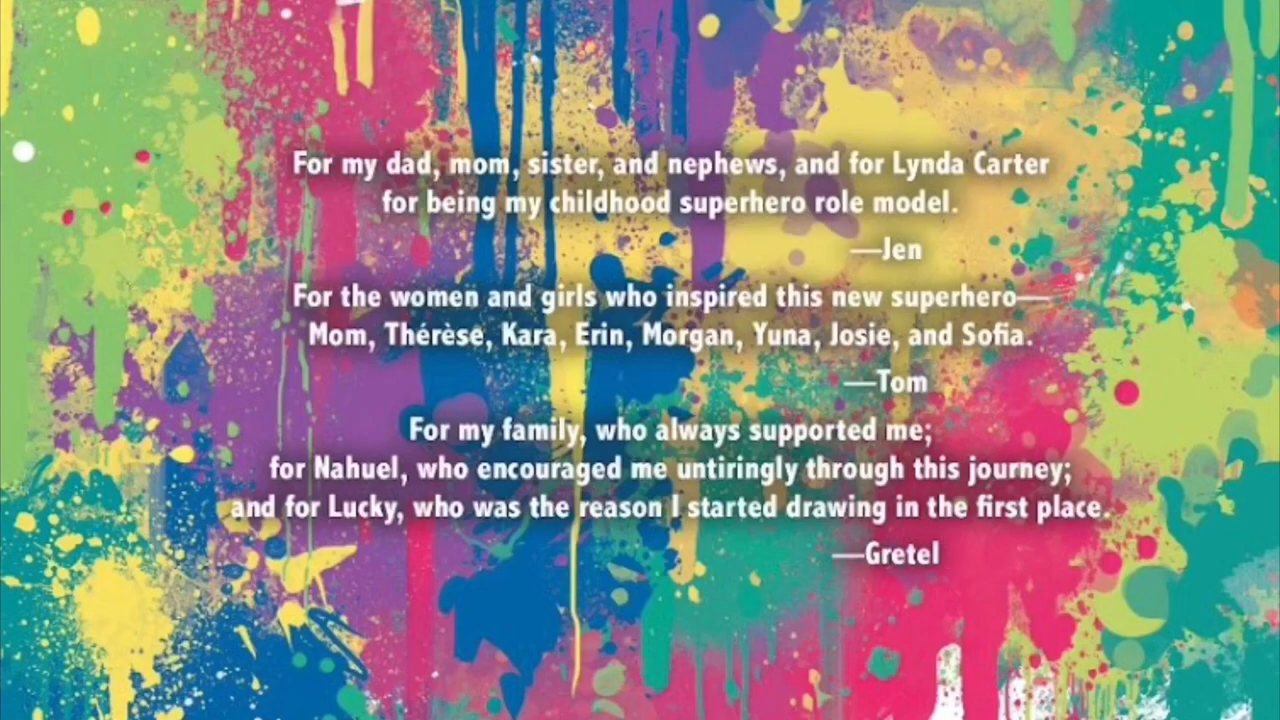 For my dad, mom, sister, and nephews, and for Lynda Carter
for being my childhood superhero role model.
—Jen
For the women and girls who inspired this new superhero—
Mom, Thérèse, Kara, Erin, Morgan, Yuna, Josie, and Sofia.
—Tom
For my family, who always supported me;
for Nahuel, who encouraged me untiringly through this journey;
and for Lucky, who was the reason I started drawing in the first place.
—Gretel